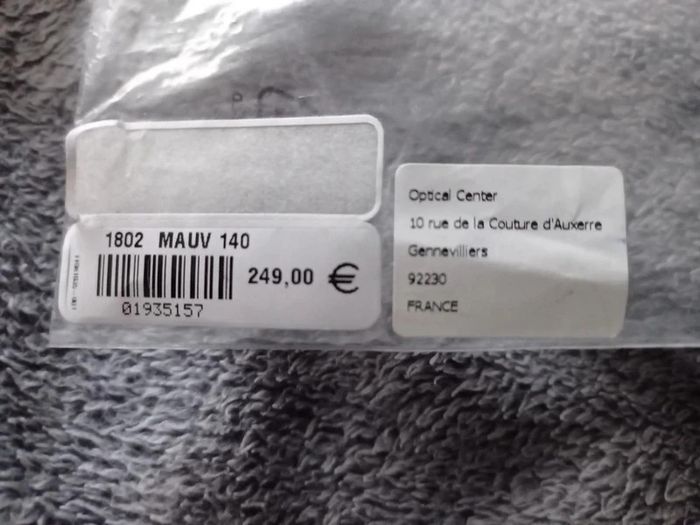 1802 MAUV 140
249,00 €
01935157
Optical Center
10 rue de la Couture d'Auxerre
Gennevilliers
92230
FRANCE